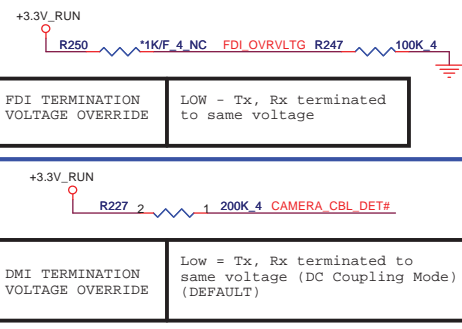 +3.3V_RUN
R250 *1K/F_4_NC FDI_OVRVLTG R247 100K_4
FDI TERMINATION VOLTAGE OVERRIDE
LOW - Tx, Rx terminated to same voltage
+3.3V_RUN
R227 2 1 200K_4 CAMERA_CBL_DET#
DMI TERMINATION VOLTAGE OVERRIDE
Low = Tx, Rx terminated to same voltage (DC Coupling Mode) (DEFAULT)